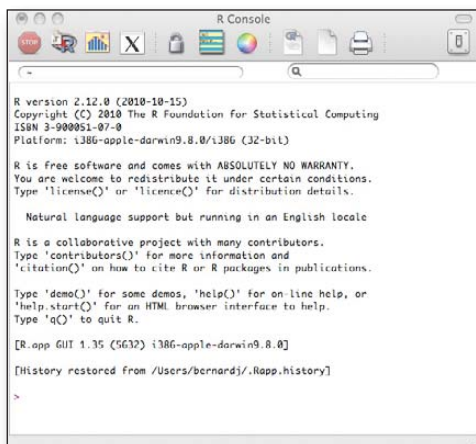 R Console
STOP
R
X
~
R version 2.12.0 (2010-10-15)
Copyright (C) 2010 The R Foundation for Statistical Computing
ISBN 3-900051-07-0
Platform: i386-apple-darwin9.8.0/i386 (32-bit)
R is free software and comes with ABSOLUTELY NO WARRANTY.
You are welcome to redistribute it under certain conditions.
Type 'license()' or 'licence()' for distribution details.
Natural language support but running in an English locale
R is a collaborative project with many contributors.
Type 'contributors()' for more information and
'citation()' on how to cite R or R packages in publications.
Type 'demo()' for some demos, 'help()' for on-line help, or
'help.start()' for an HTML browser interface to help.
Type 'q()' to quit R.
[R.app GUI 1.35 (5632) i386-apple-darwin9.8.0]
[History restored from /Users/bernardj/.Rapp.history]
>